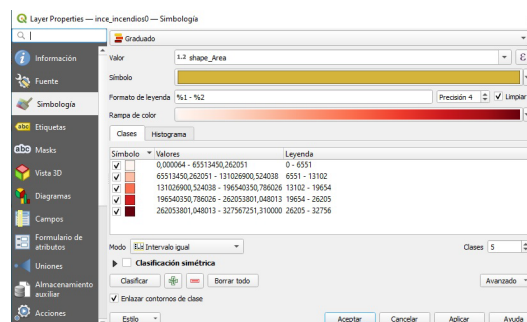 Layer Properties — ince_incendios0 — Simbología
Graduado
Información
Valor
1.2 shape_Area
Fuente
Símbolo
Simbología
Formato de leyenda %1 - %2
Precisión 4
Limpiar
Rampa de color
abc Etiquetas
Clases Histograma
abc Masks
Símbolo Valores Leyenda
0,000064 - 65513450,262051 0 - 6551
Vista 3D
65513450,262051 - 131026900,524038 6551 - 13102
131026900,524038 - 196540350,786026 13102 - 19654
Diagramas
196540350,786026 - 262053801,048013 19654 - 26205
262053801,048013 - 327567251,310000 26205 - 32756
Campos
Formulario de
atributos
Modo Intervalo igual
Clases 5
Uniones
Clasificación simétrica
Almacenamiento
auxiliar
Clasificar
Borrar todo
Avanzado
Enlazar contornos de clase
Acciones
Estilo
Aceptar Cancelar Aplicar Ayuda